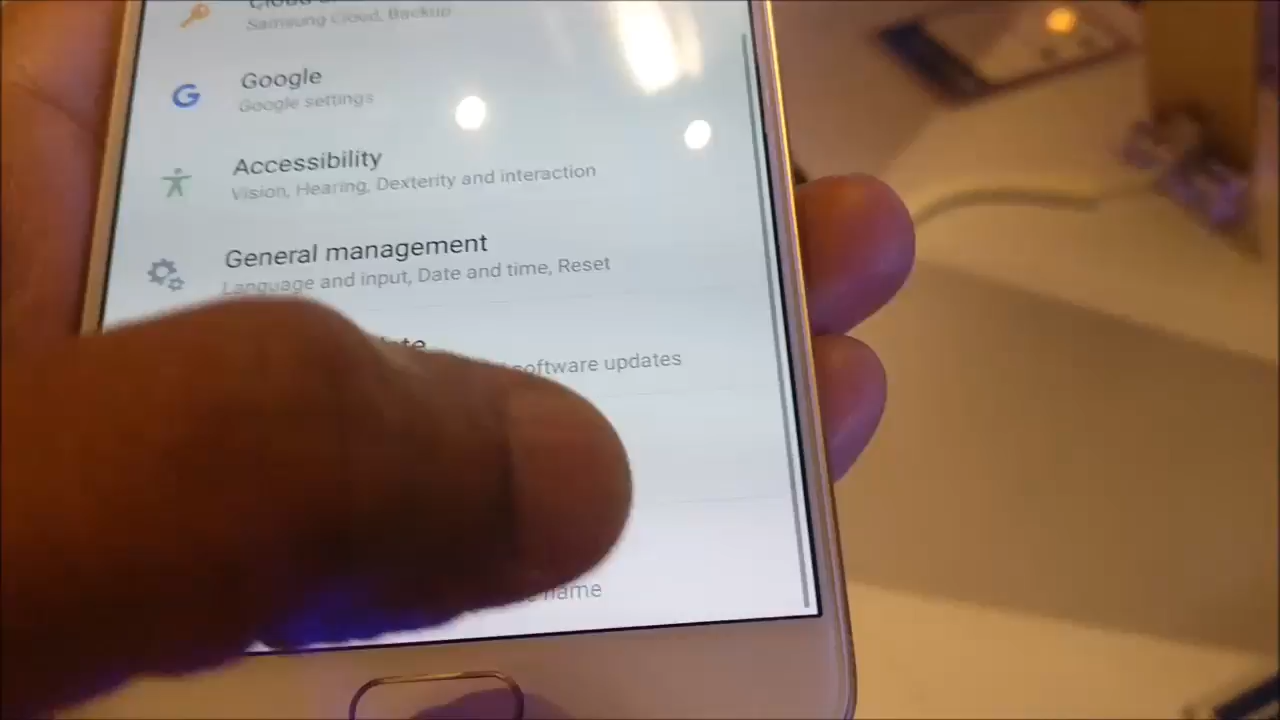 Samsung Cloud, Backup
Google
Google settings
Accessibility
Vision, Hearing, Dexterity and interaction
General management
Language and input, Date and time, Reset
software updates
name